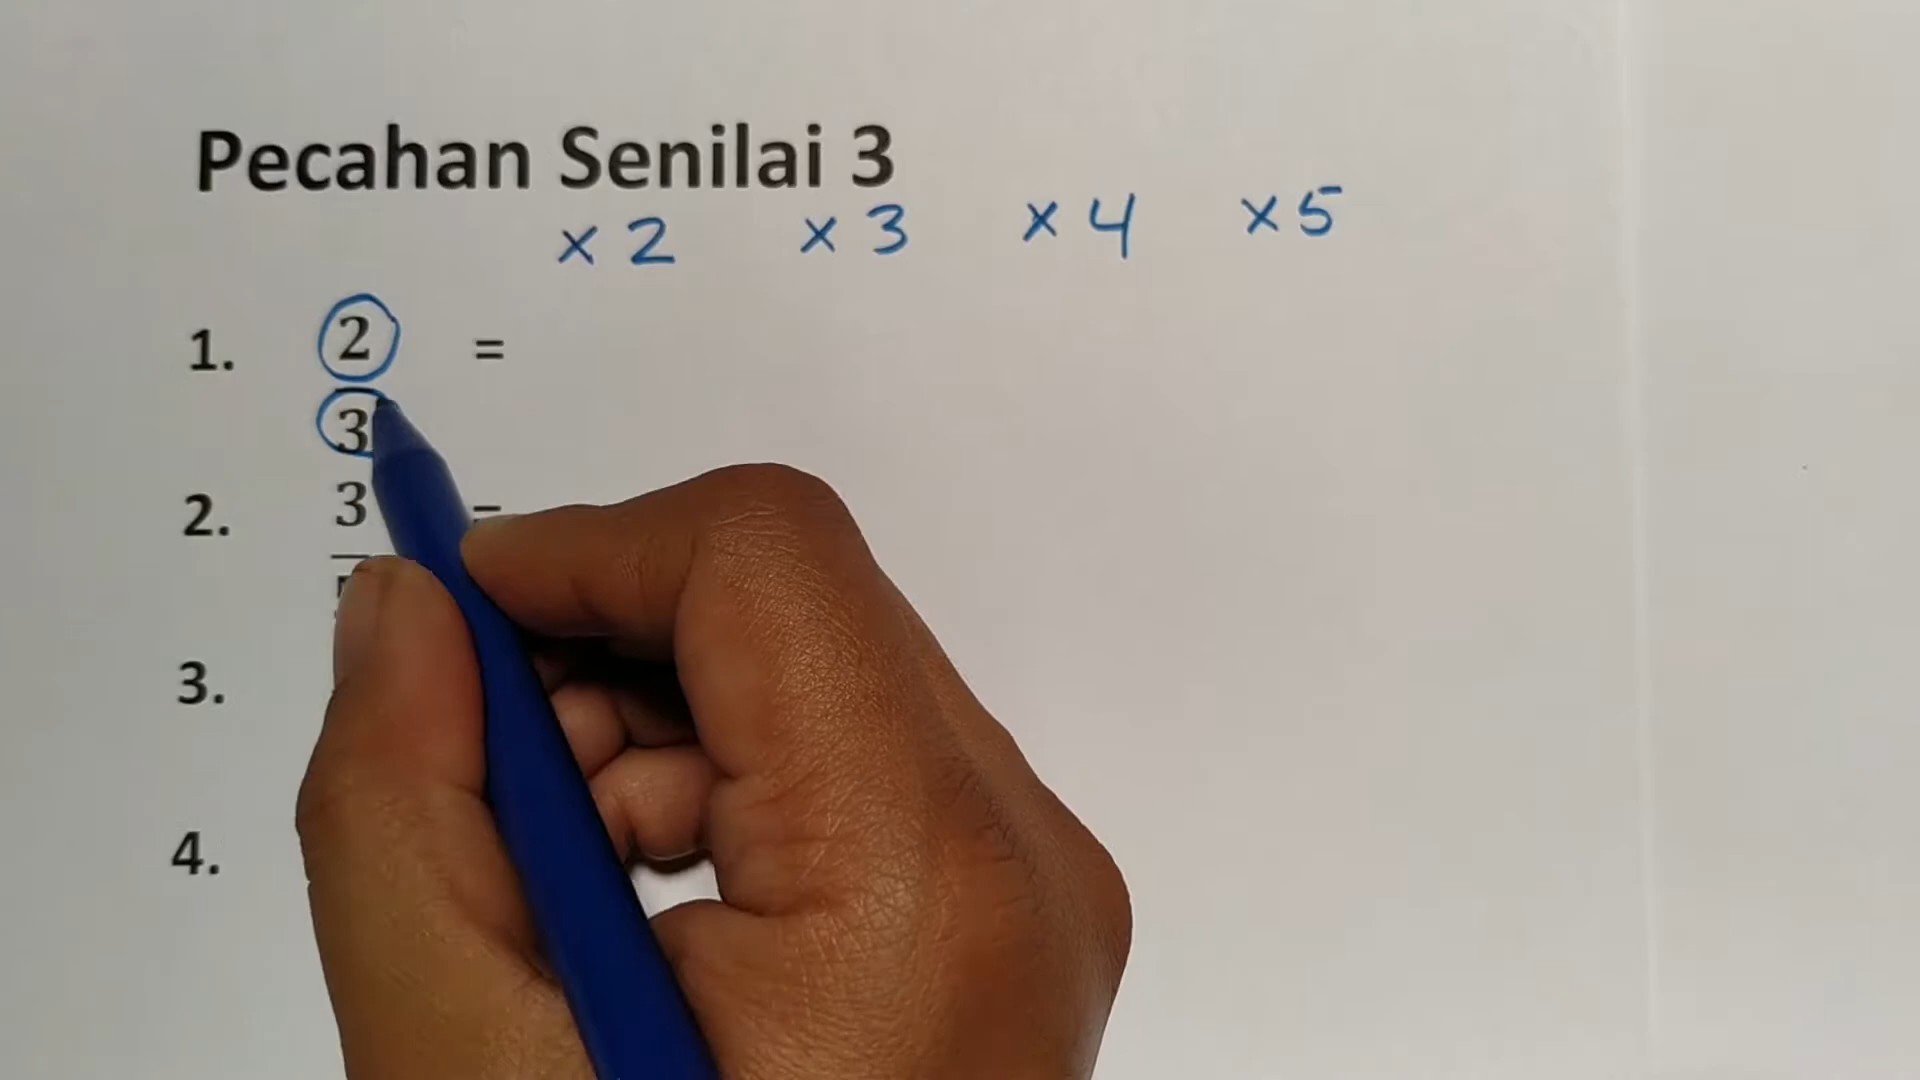 Pecahan Senilai 3
× 2 × 3 × 4 × 5
1. 2 =
3
2. 3 =
3.
4.